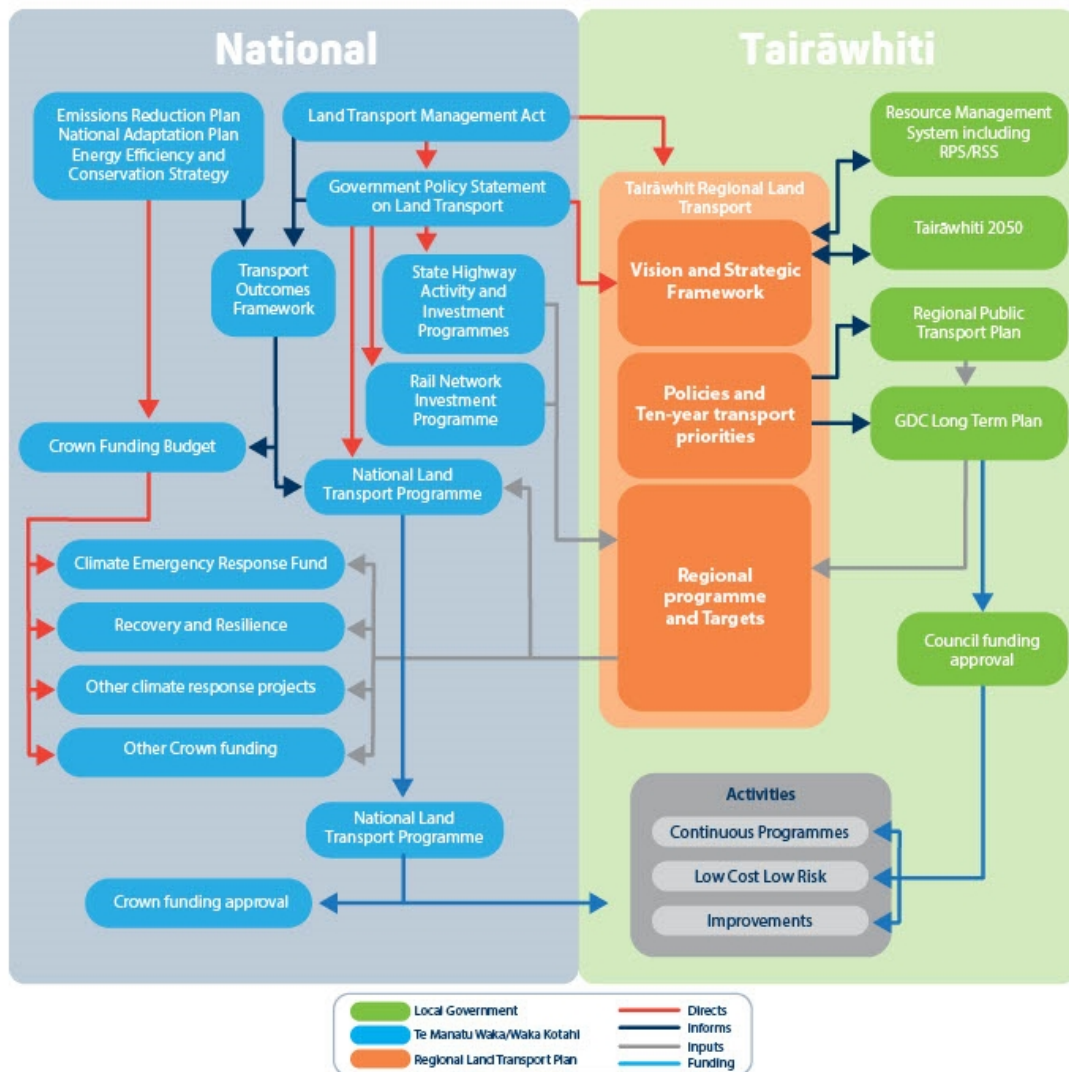 National
Tairāwhiti
Emissions Reduction Plan
National Adaptation Plan
Energy Efficiency and
Conservation Strategy
Land Transport Management Act
Government Policy Statement
on Land Transport
Transport
Outcomes
Framework
State Highway
Activity and
Investment
Programmes
Rail Network
Investment
Programme
Crown Funding Budget
National Land
Transport Programme
Climate Emergency Response Fund
Recovery and Resilience
Other climate response projects
Other Crown funding
National Land
Transport Programme
Crown funding approval
Tairāwhit Regional Land
Transport
Vision and Strategic
Framework
Policies and
Ten-year transport
priorities
Regional
programme
and Targets
Resource Management
System including
RPS/RSS
Tairāwhiti 2050
Regional Public
Transport Plan
GDC Long Term Plan
Council funding
approval
Activities
Continuous Programmes
Low Cost Low Risk
Improvements
Local Government
Te Manatu Waka/Waka Kotahi
Regional Land Transport Plan
Directs
Informs
Inputs
Funding